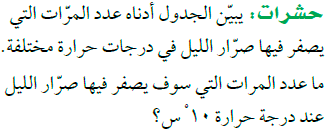 حشرات: يبيّن الجدول أدناه عدد المرّات التي
يصفر فيها صرّار الليل في درجات حرارة مختلفة.
ما عدد المرات التي سوف يصفر فيها صرّار الليل
عند درجة حرارة ١٠° س؟